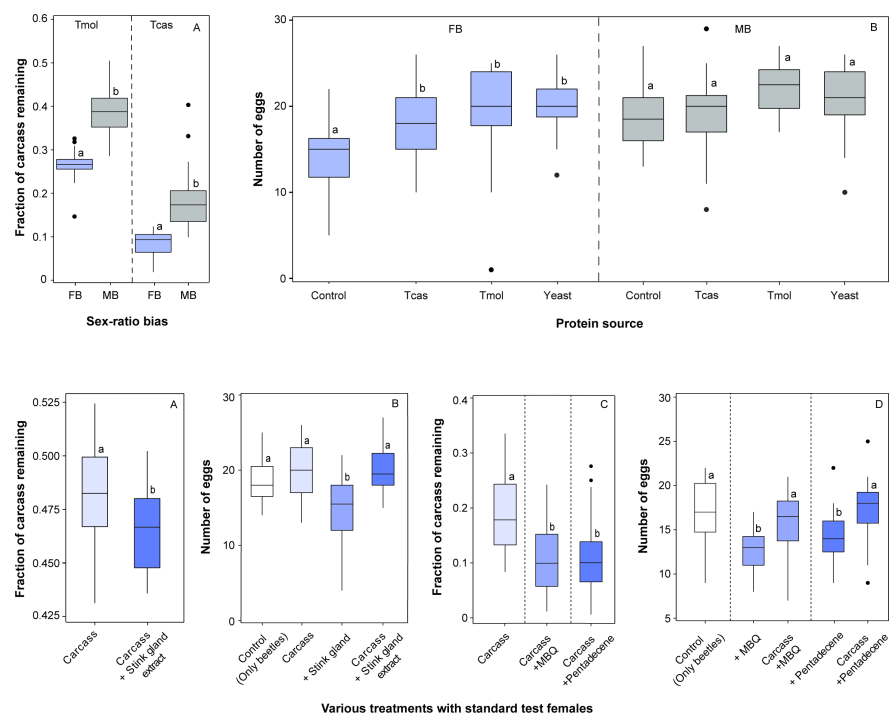 0.6
0.5
0.4
0.3
0.2
0.1
0
Fraction of carcass remaining
Tmol
Tcas
A
a
b
a
b
FB
MB
FB
MB
Sex-ratio bias
30
20
10
0
Number of eggs
FB
MB
B
a
b
b
b
a
a
a
a
Control
Tcas
Tmol
Yeast
Control
Tcas
Tmol
Yeast
Protein source
0.525
0.500
0.475
0.450
0.425
Fraction of carcass remaining
A
a
b
Carcass
Carcass
+ Stink gland
extract
30
20
10
0
Number of eggs
B
a
a
b
a
Control
(Only beetles)
Carcass
+ Stink gland
Carcass
+ Stink gland
extract
0.4
0.3
0.2
0.1
0
Fraction of carcass remaining
C
a
b
b
Carcass
Carcass
+MBQ
Carcass
+Pentadecene
30
25
20
15
10
5
Number of eggs
D
a
b
a
b
a
Control
(Only beetles)
+ MBQ
Carcass
+MBQ
+ Pentadecene
Carcass
+Pentadecene
Various treatments with standard test females